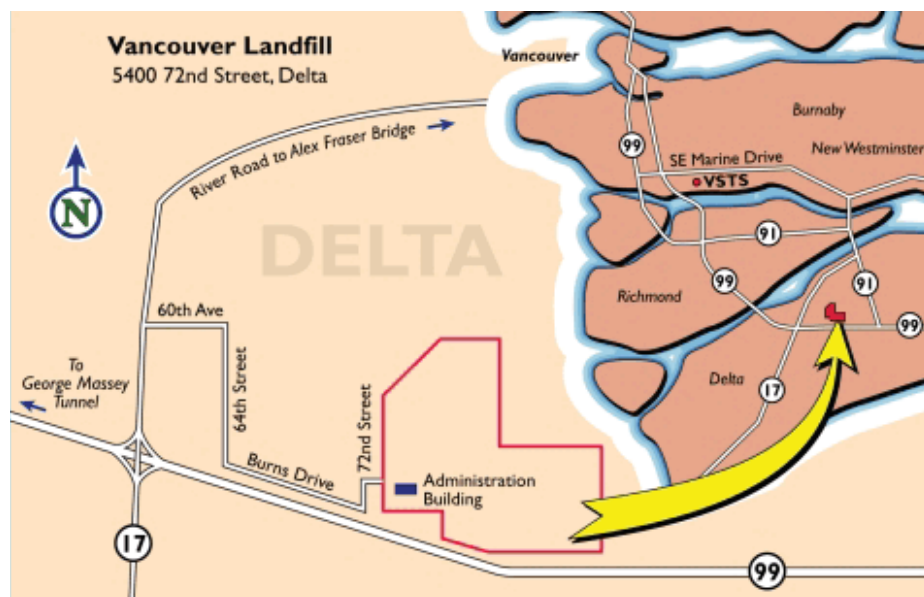 Vancouver Landfill
5400 72nd Street, Delta
Vancouver
Burnaby
New Westminster
SE Marine Drive
VSTS
99
91
99
91
99
Richmond
Delta
17
River Road to Alex Fraser Bridge
N
DELTA
60th Ave
To
George Massey
Tunnel
64th Street
72nd Street
Burns Drive
Administration
Building
17
99